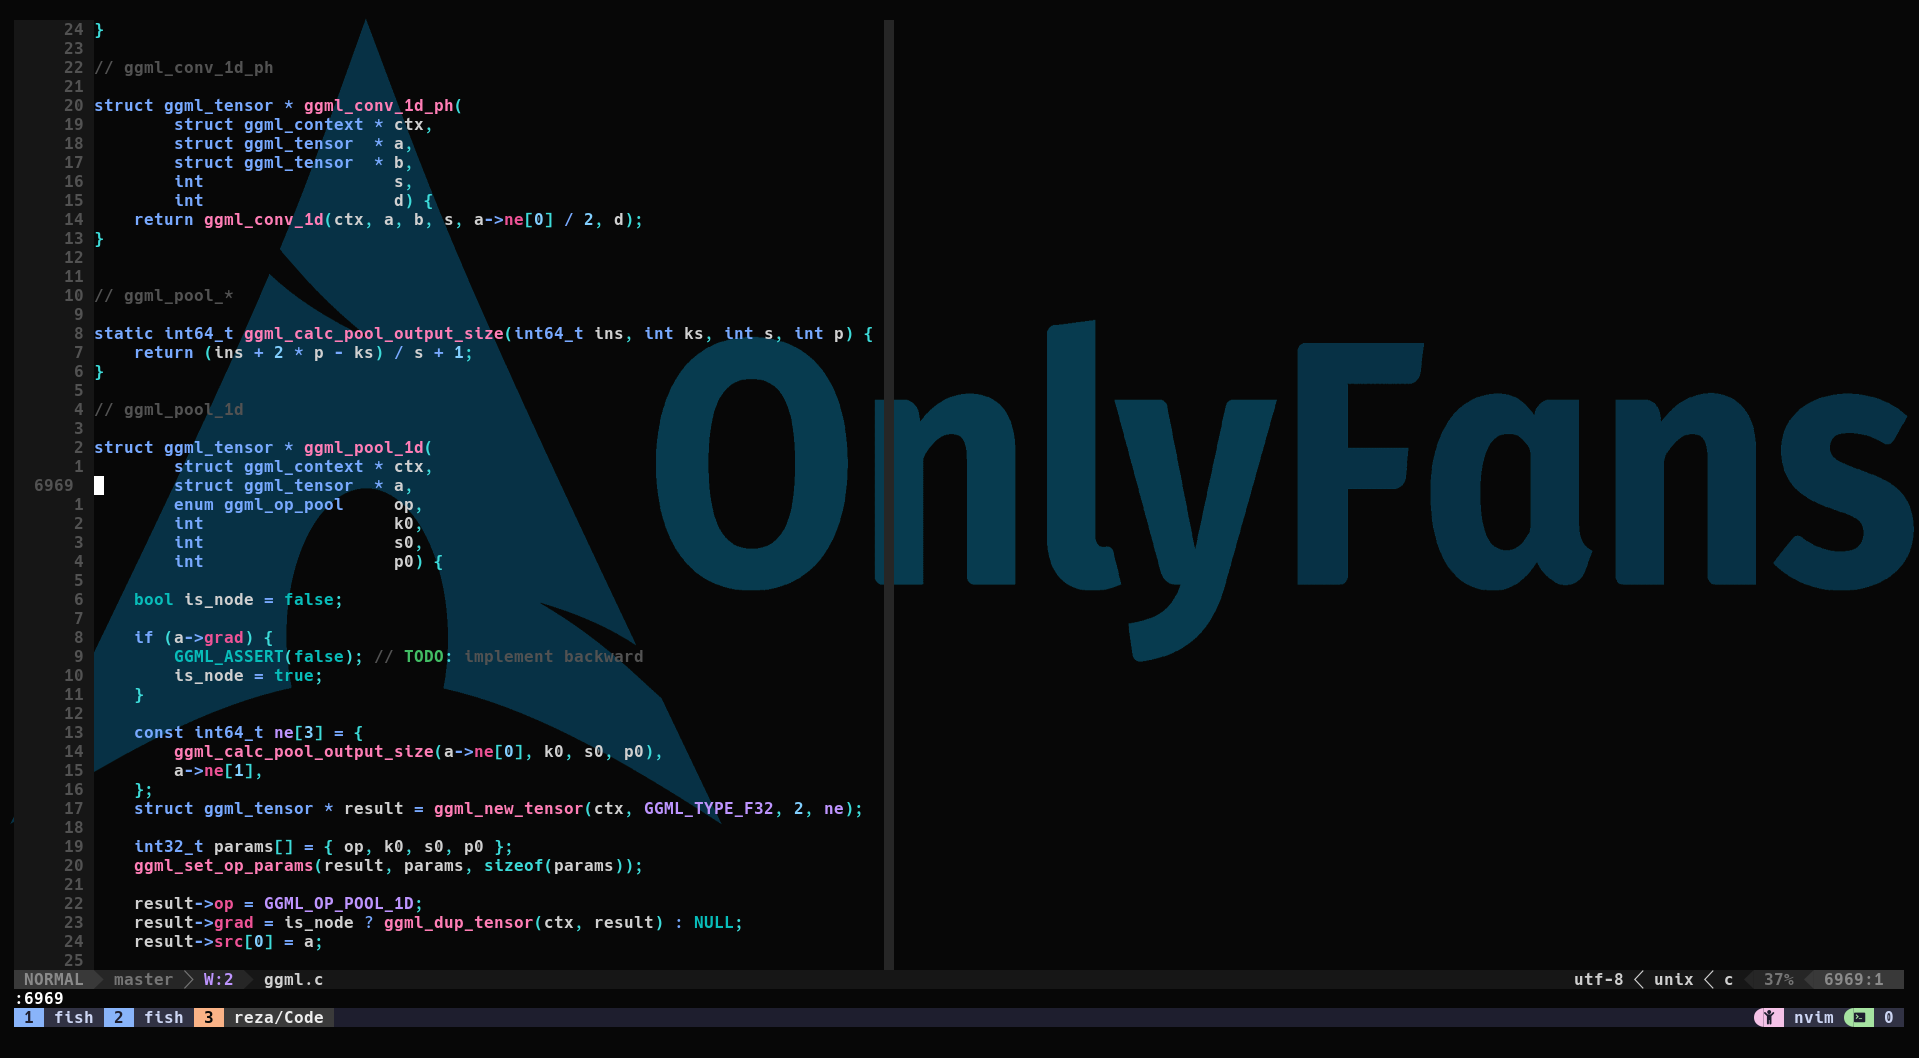 24 }
23
22 // ggml_conv_1d_ph
21
20 struct ggml_tensor * ggml_conv_1d_ph(
19         struct ggml_context * ctx,
18         struct ggml_tensor  * a,
17         struct ggml_tensor  * b,
16         int                   s,
15         int                   d) {
14     return ggml_conv_1d(ctx, a, b, s, a->ne[0] / 2, d);
13 }
12
11
10 // ggml_pool_*
9
8 static int64_t ggml_calc_pool_output_size(int64_t ins, int ks, int s, int p) {
7     return (ins + 2 * p - ks) / s + 1;
6 }
5
4 // ggml_pool_1d
3
2 struct ggml_tensor * ggml_pool_1d(
1         struct ggml_context * ctx,
6969         struct ggml_tensor  * a,
1         enum ggml_op_pool     op,
2         int                   k0,
3         int                   s0,
4         int                   p0) {
5
6     bool is_node = false;
7
8     if (a->grad) {
9         GGML_ASSERT(false); // TODO: implement backward
10         is_node = true;
11     }
12
13     const int64_t ne[3] = {
14         ggml_calc_pool_output_size(a->ne[0], k0, s0, p0),
15         a->ne[1],
16     };
17     struct ggml_tensor * result = ggml_new_tensor(ctx, GGML_TYPE_F32, 2, ne);
18
19     int32_t params[] = { op, k0, s0, p0 };
20     ggml_set_op_params(result, params, sizeof(params));
21
22     result->op = GGML_OP_POOL_1D;
23     result->grad = is_node ? ggml_dup_tensor(ctx, result) : NULL;
24     result->src[0] = a;
25
OnlyFans
NORMAL master W:2 ggml.c utf-8 unix c 37% 6969:1
:6969
1 fish 2 fish 3 reza/Code nvim 0